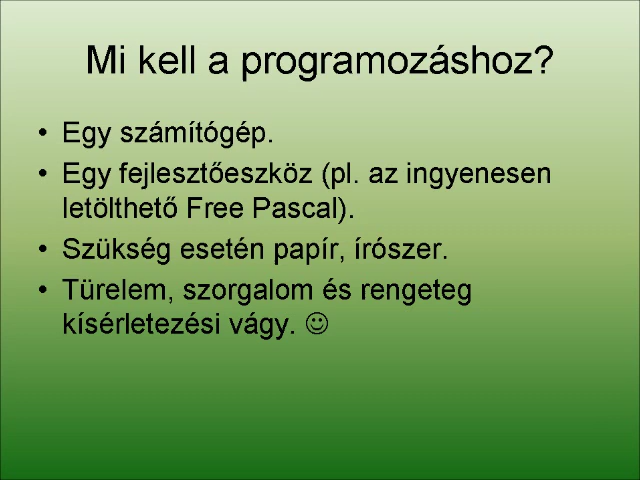 Mi kell a programozáshoz?
• Egy számítógép.
• Egy fejlesztőeszköz (pl. az ingyenesen
letölthető Free Pascal).
• Szükség esetén papír, írószer.
• Türelem, szorgalom és rengeteg
kísérletezési vágy. ☺